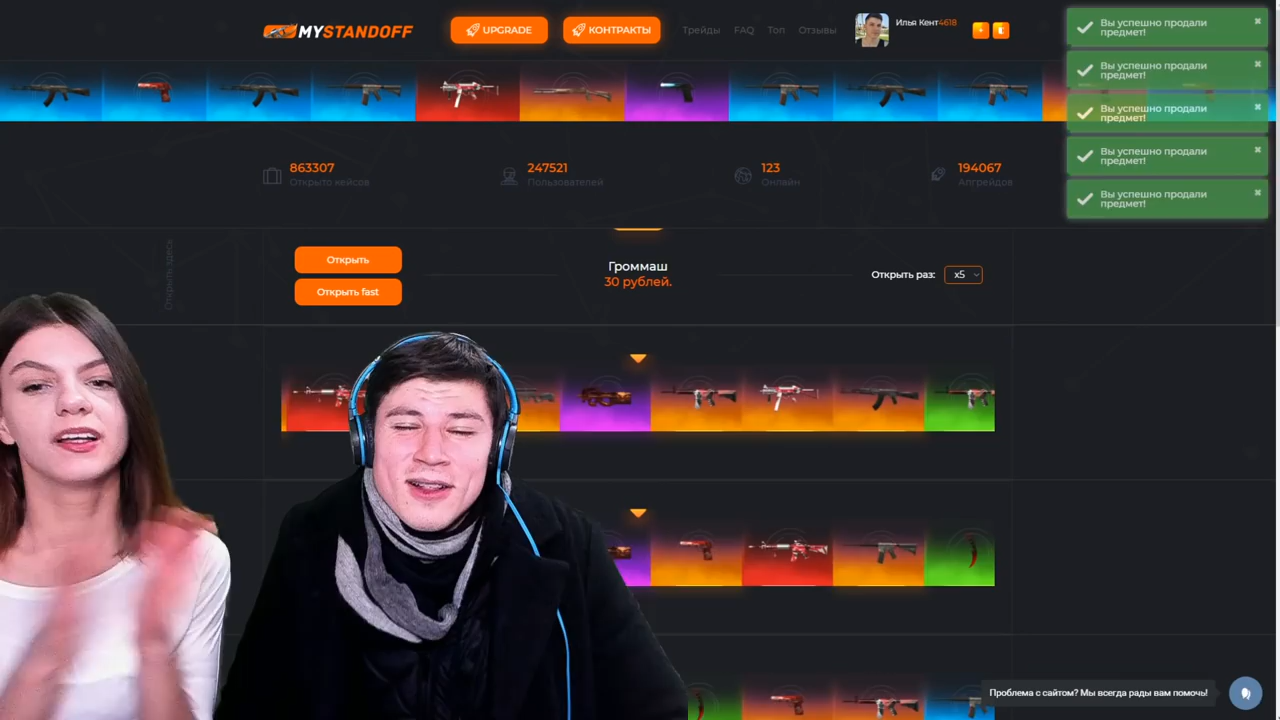 MYSTANDOFF
UPGRADE
КОНТРАКТЫ
Трейды
FAQ
Топ
Отзывы
Илья Кент4618
Вы успешно продали
предмет!
Вы успешно продали
предмет!
Вы успешно продали
предмет!
Вы успешно продали
предмет!
Вы успешно продали
предмет!
863307
Открыто кейсов
247521
Пользователей
123
Онлайн
194067
Апгрейдов
Открыть здесь
Открыть
Открыть fast
Громмаш
30 рублей.
Открыть раз:
x5
Проблема с сайтом? Мы всегда рады вам помочь!